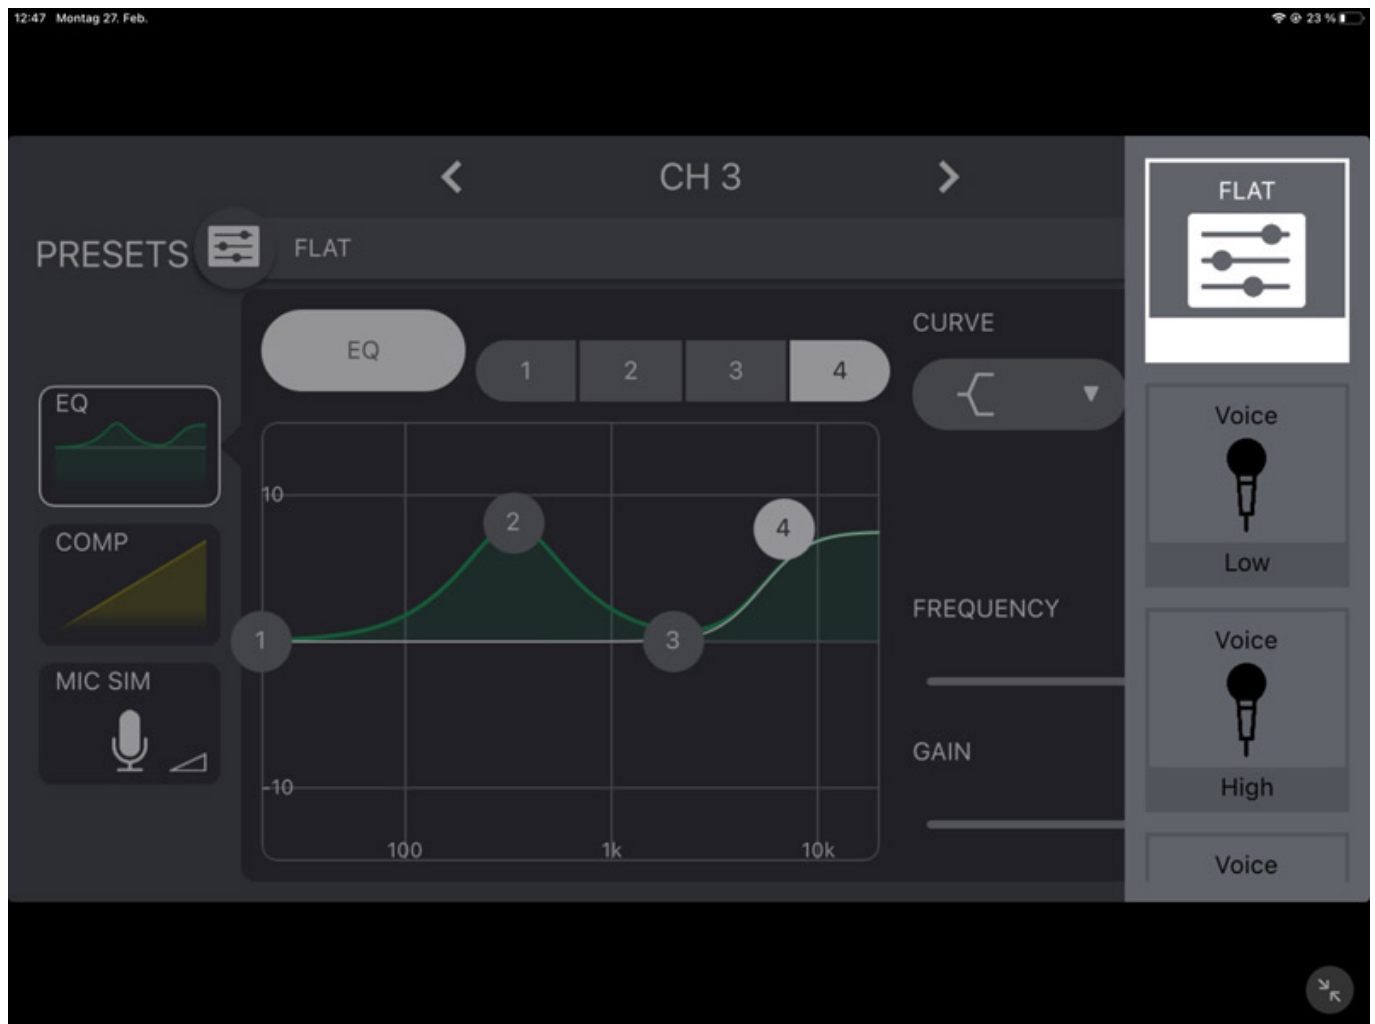 12:47 Montag 27. Feb.
23 %
CH 3
PRESETS
FLAT
EQ
1
2
3
4
CURVE
EQ
COMP
MIC SIM
10
-10
100
1k
10k
1
2
3
4
FREQUENCY
GAIN
FLAT
Voice
Low
Voice
High
Voice